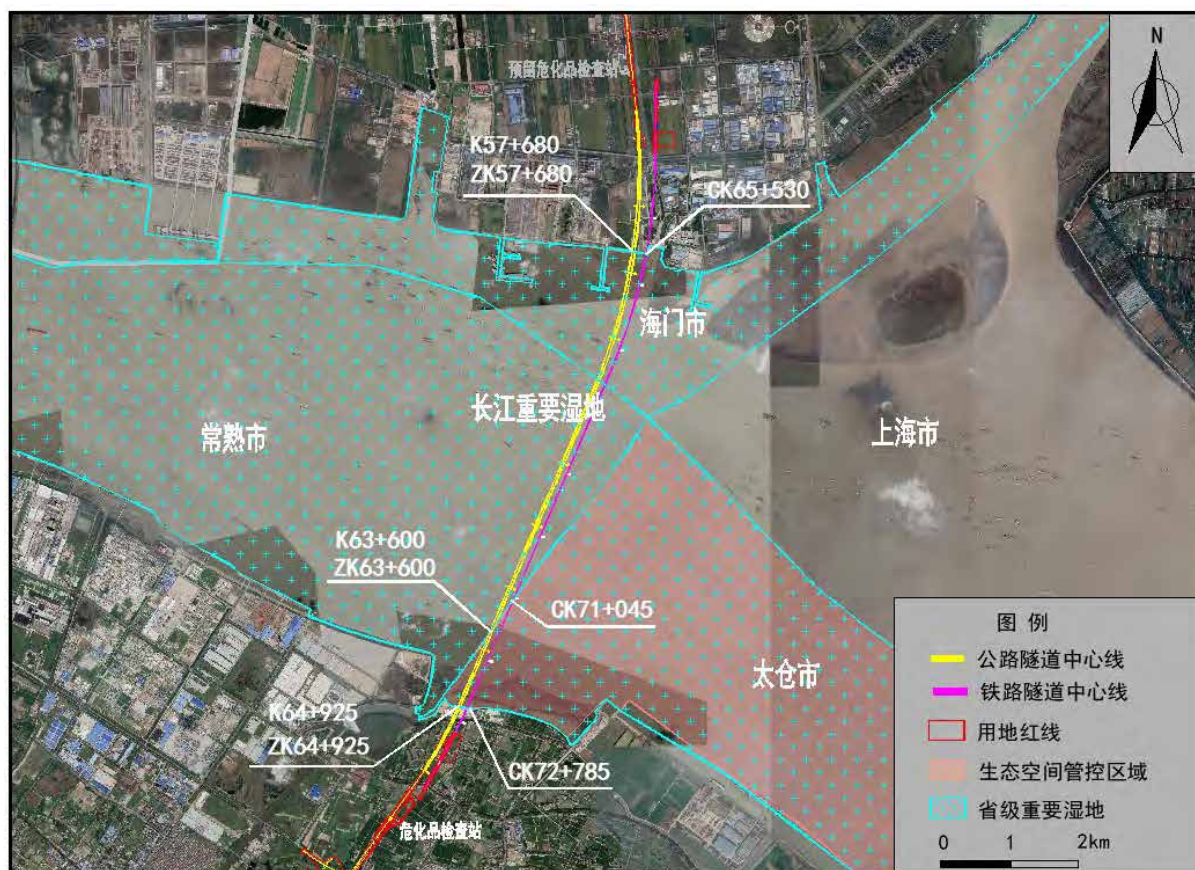 N
预留危化品检查站
K57+680
ZK57+680
CK65+530
海门市
长江重要湿地
常熟市
上海市
K63+600
ZK63+600
CK71+045
太仓市
K64+925
ZK64+925
CK72+785
危化品检查站
图 例
公路隧道中心线
铁路隧道中心线
用地红线
生态空间管控区域
省级重要湿地
0 1 2km